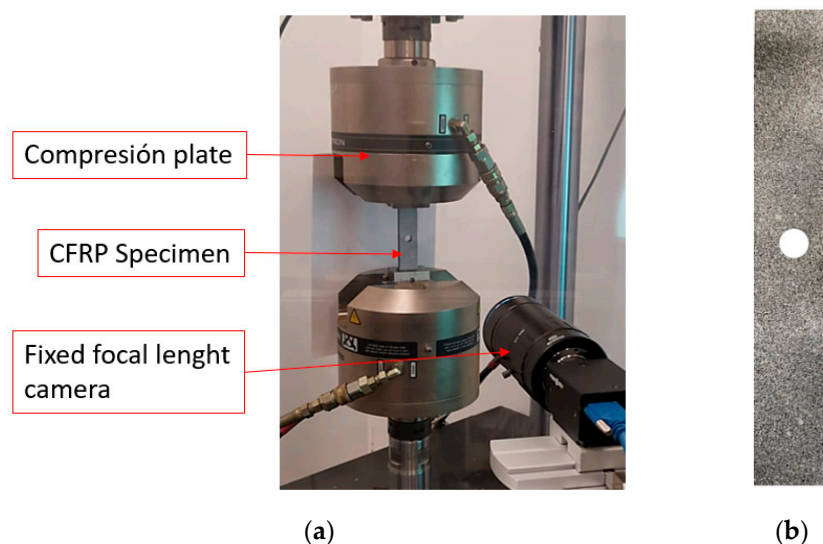 Compresión plate
CFRP Specimen
Fixed focal lenght
camera
(a)
(b)